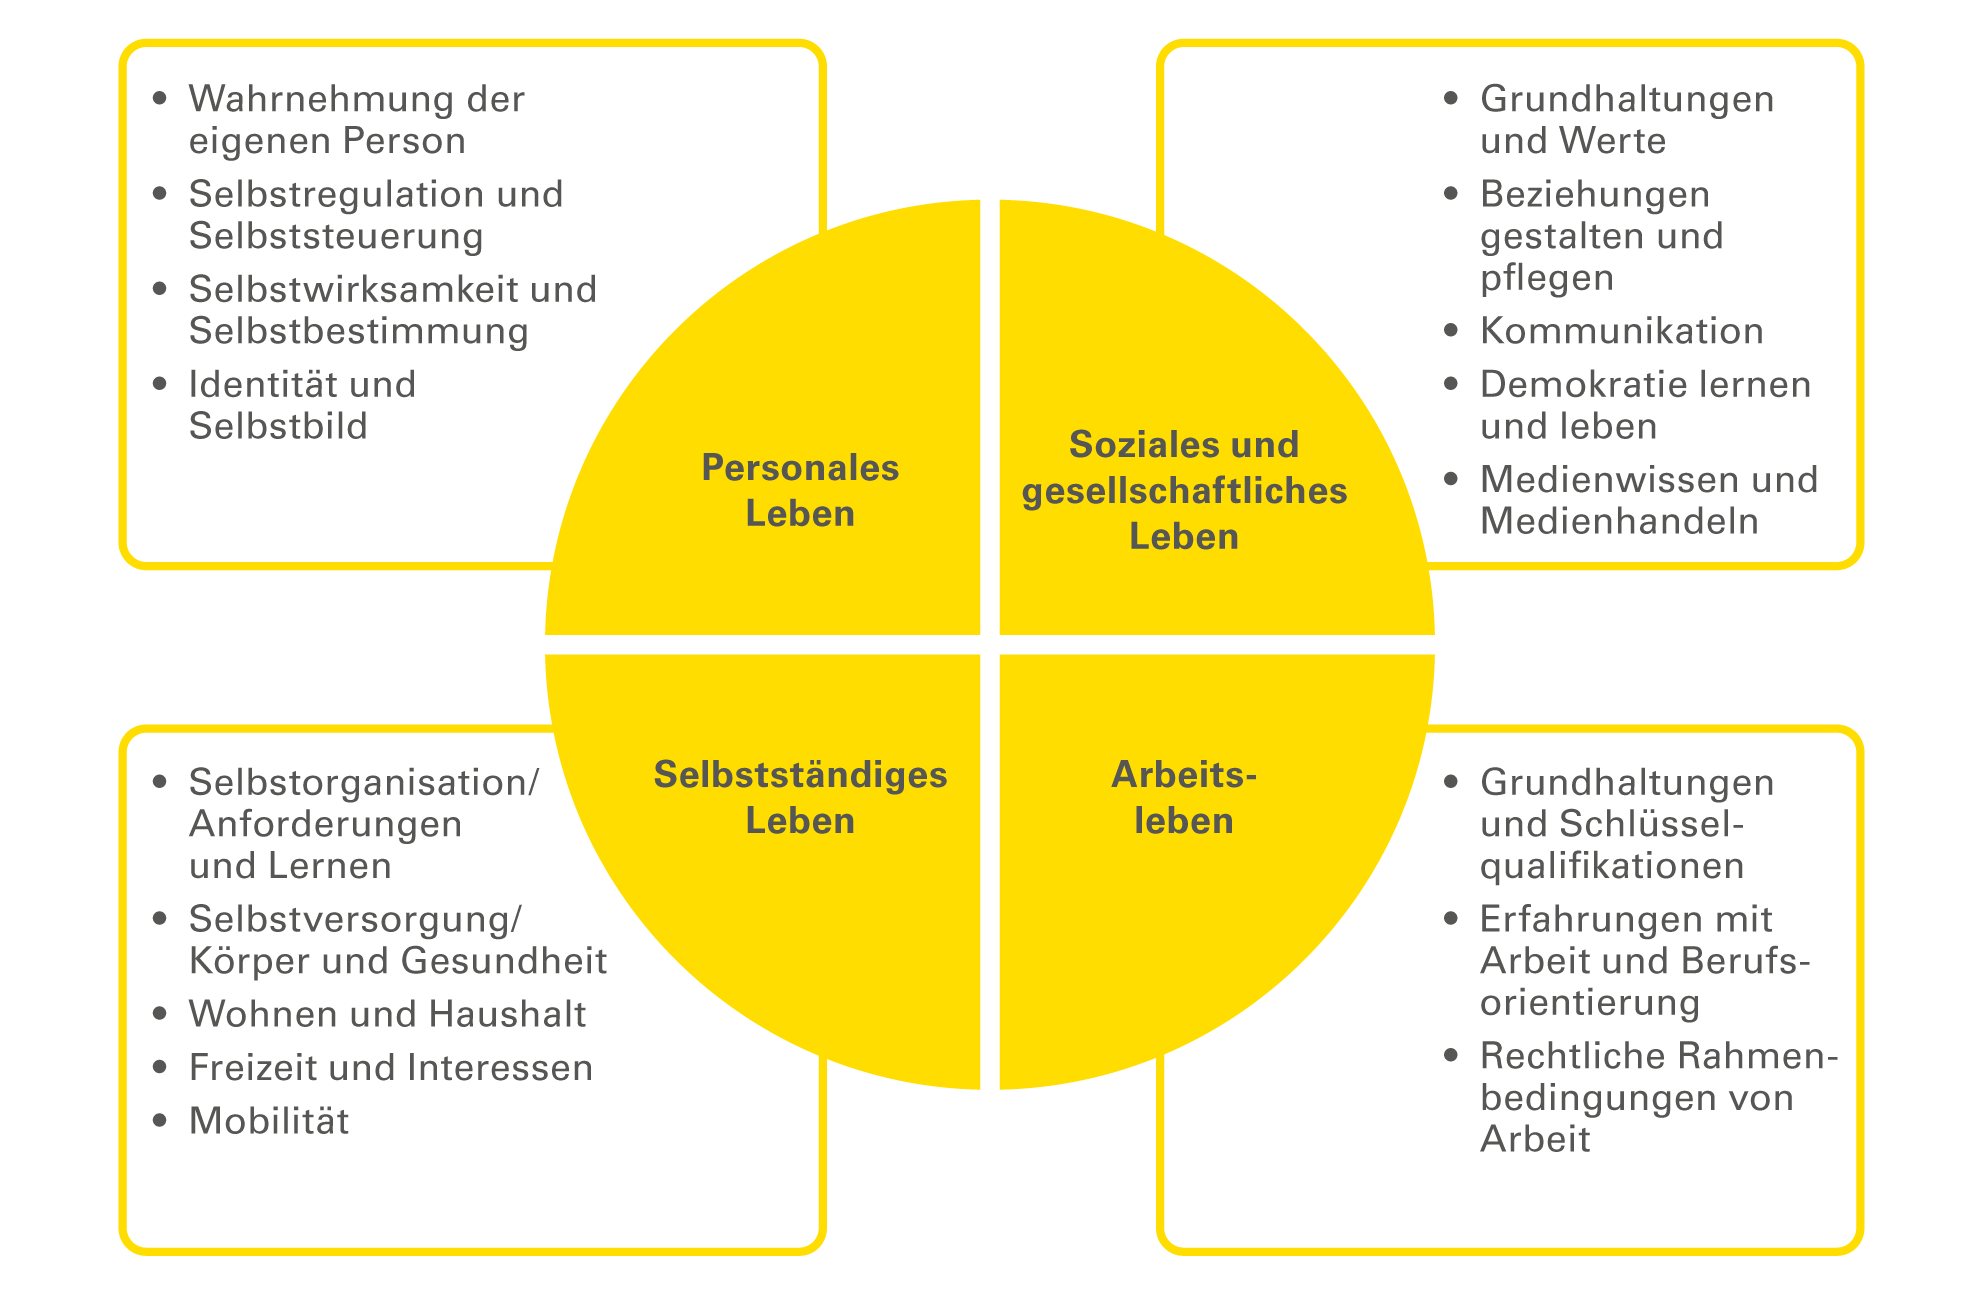 • Wahrnehmung der
eigenen Person
• Selbstregulation und
Selbststeuerung
• Selbstwirksamkeit und
Selbstbestimmung
• Identität und
Selbstbild
• Grundhaltungen
und Werte
• Beziehungen
gestalten und
pflegen
• Kommunikation
• Demokratie lernen
und leben
• Medienwissen und
Medienhandeln
Personales
Leben
Soziales und
gesellschaftliches
Leben
Selbstständiges
Leben
Arbeits-
leben
• Selbstorganisation/
Anforderungen
und Lernen
• Selbstversorgung/
Körper und Gesundheit
• Wohnen und Haushalt
• Freizeit und Interessen
• Mobilität
• Grundhaltungen
und Schlüssel-
qualifikationen
• Erfahrungen mit
Arbeit und Berufs-
orientierung
• Rechtliche Rahmen-
bedingungen von
Arbeit